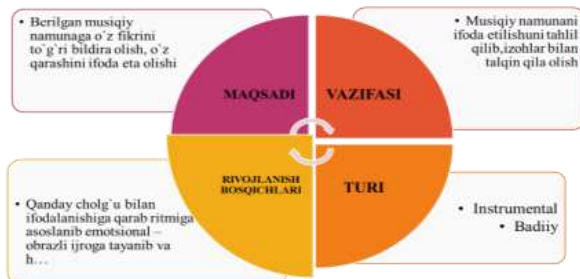 • Berilgan musiqiy
namunaga o'z fikrini
to`g`ri bildira olish, o'z
qarashini ifoda eta olishi
MAQSADI
• Musiqiy namunani
ifoda etilishuni tahlil
qilib,izohlar bilan
talqin qila olish
VAZIFASI
• Qanday cholg`u bilan
ifodalanishiga qarab ritmiga
asoslanib emotsional –
obrazli ijroga tayanib va
h…
RIVOJLANISH
BOSQICHLARI
TURI
• Instrumental
• Badiiy